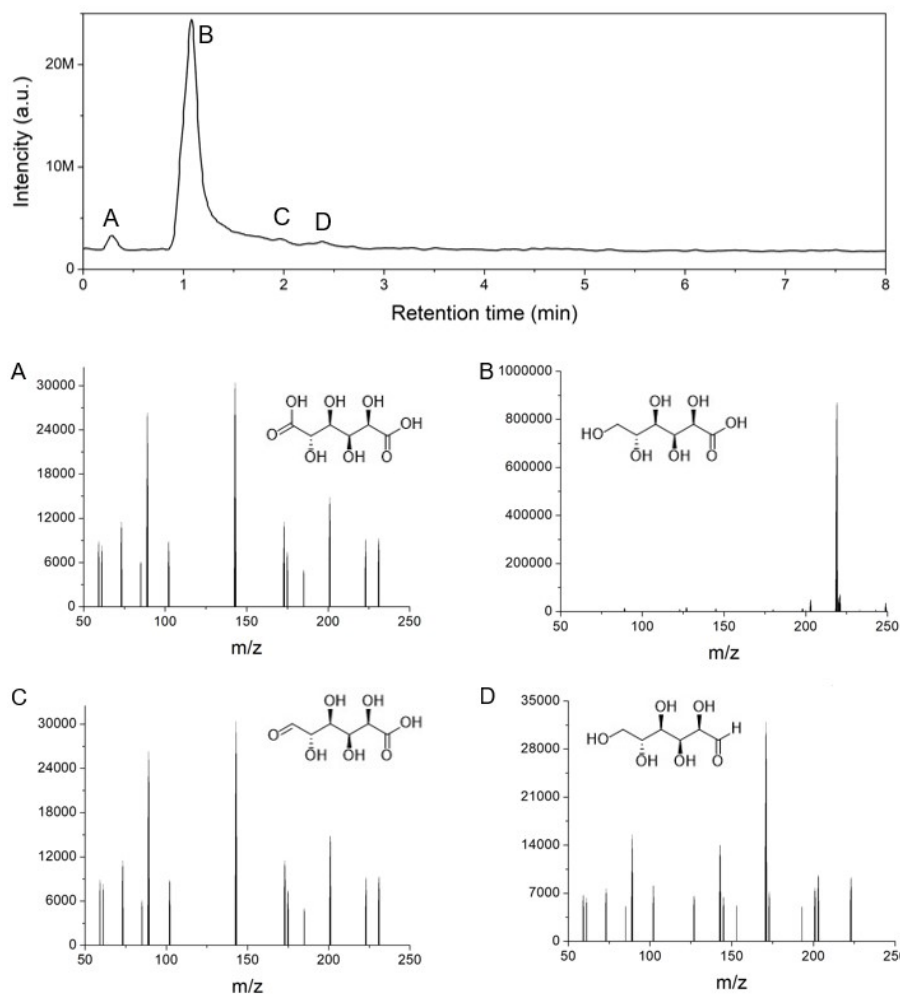 Intencity (a.u.)
20M
10M
0
A
B
C
D
0 1 2 3 4 5 6 7 8
Retention time (min)
A
30000
24000
18000
12000
6000
0
OH OH OH
O OH
OH OH O
50 100 150 200 250
m/z
B
1000000
800000
600000
400000
200000
0
OH OH
HO OH
OH OH O
50 100 150 200 250
m/z
C
30000
24000
18000
12000
6000
0
OH OH
O OH
OH OH O
50 100 150 200 250
m/z
D
35000
28000
21000
14000
7000
0
OH OH
HO H
OH OH O
50 100 150 200 250
m/z